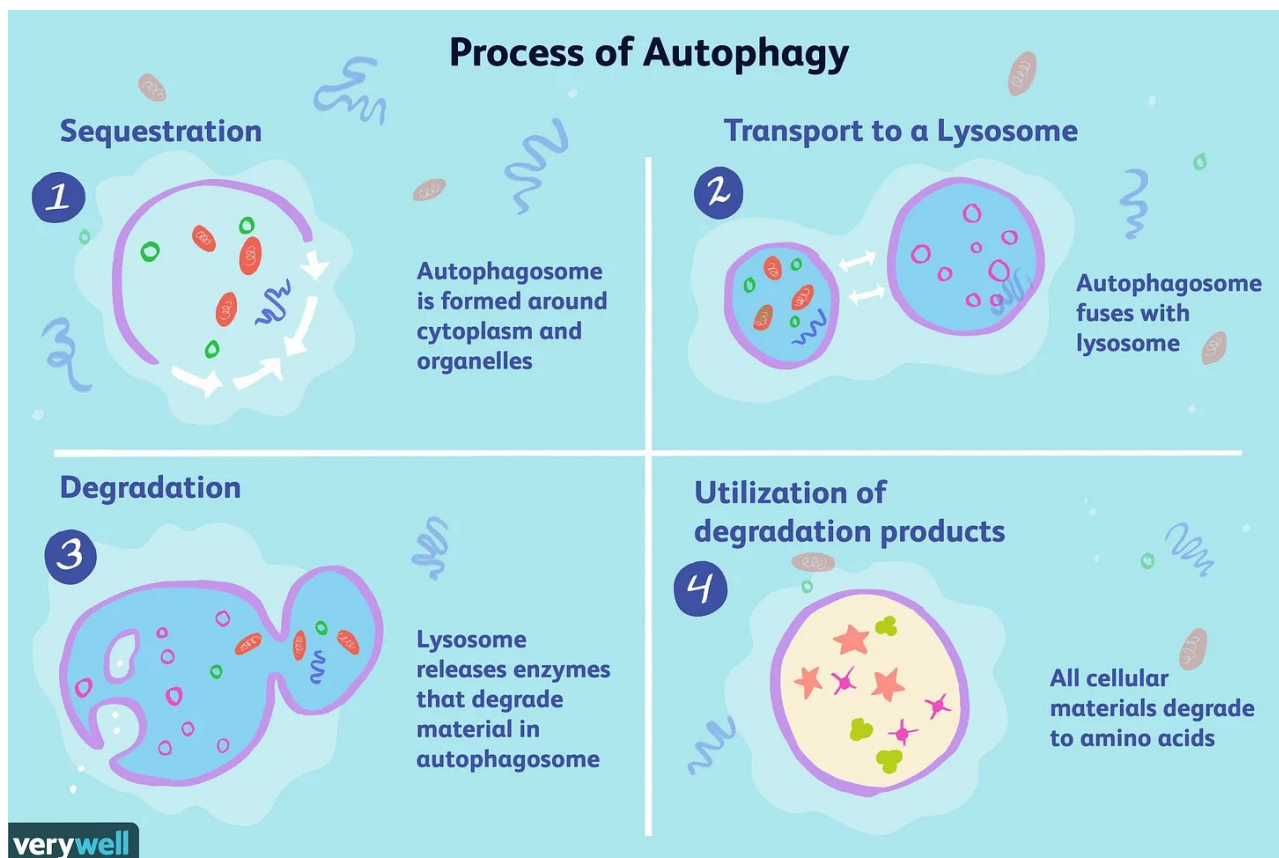 Process of Autophagy
Sequestration
1
Autophagosome
is formed around
cytoplasm and
organelles
Transport to a Lysosome
2
Autophagosome
fuses with
lysosome
Degradation
3
Lysosome
releases enzymes
that degrade
material in
autophagosome
Utilization of
degradation products
4
All cellular
materials degrade
to amino acids
verywell